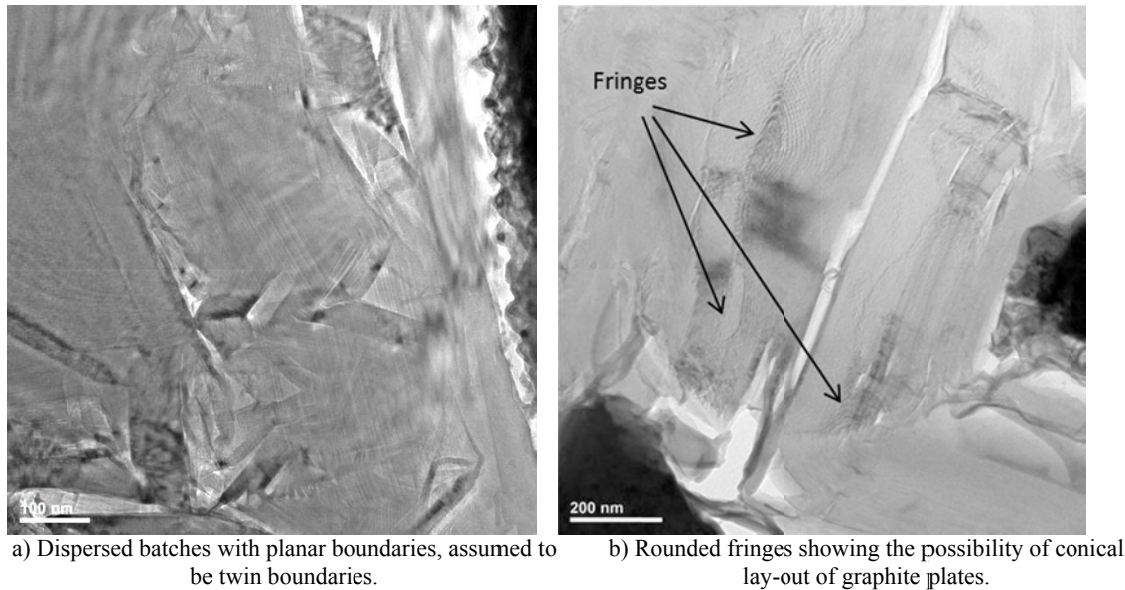 Fringes
100 nm
200 nm
a) Dispersed batches with planar boundaries, assumed to
be twin boundaries.
b) Rounded fringes showing the possibility of conical
lay-out of graphite plates.